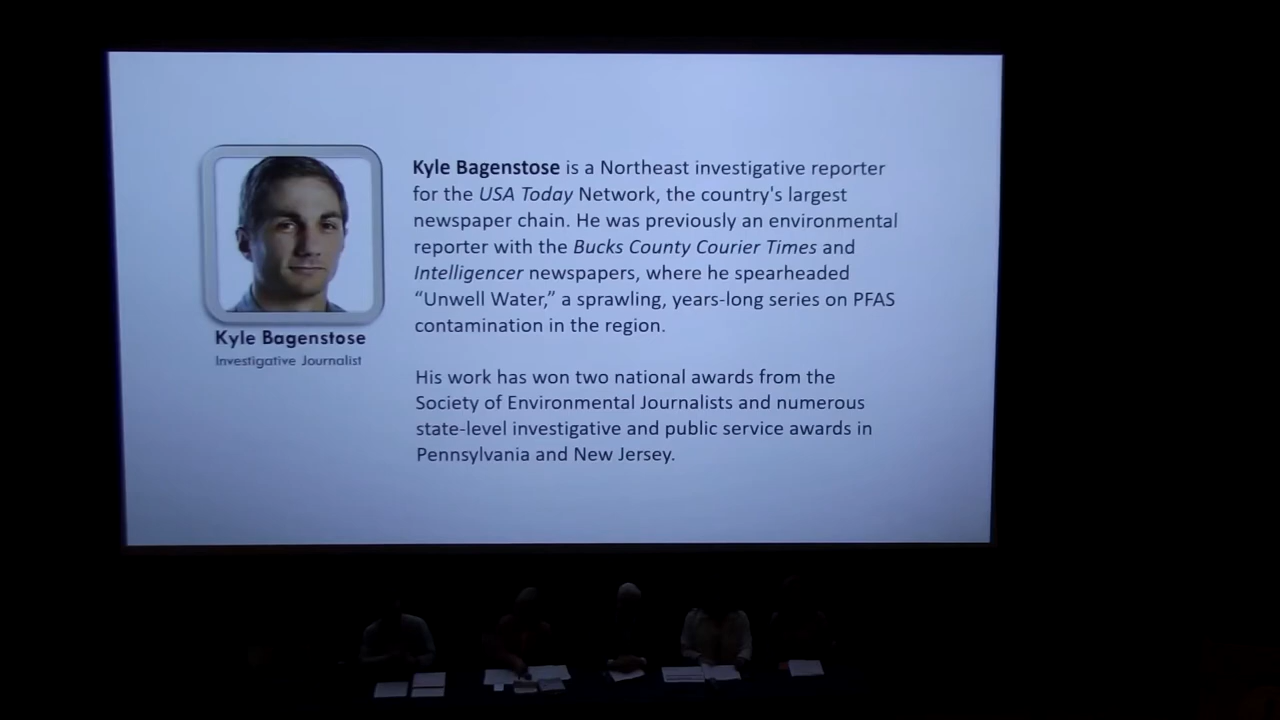 Kyle Bagenstose is a Northeast investigative reporter
for the USA Today Network, the country's largest
newspaper chain. He was previously an environmental
reporter with the Bucks County Courier Times and
Intelligencer newspapers, where he spearheaded
“Unwell Water,” a sprawling, years-long series on PFAS
contamination in the region.
His work has won two national awards from the
Society of Environmental Journalists and numerous
state-level investigative and public service awards in
Pennsylvania and New Jersey.
Kyle Bagenstose
Investigative Journalist